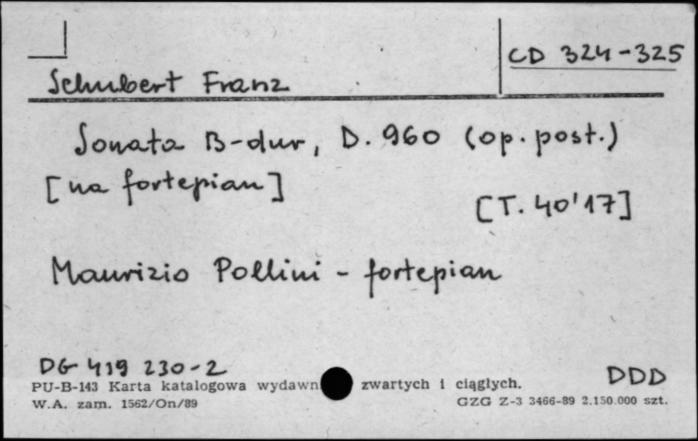 CD 324-325
Schubert Franz
Sonata B-dur, D. 960 (op. post.)
[na fortepian]
[T. 40'17]
Maurizio Pollini - fortepian
DG 419 230-2
DDD
PU-B-143 Karta katalogowa wydawn zwartych i ciągłych.
W.A. zam. 1562/On/89 GZG Z-3 3466-89 2.150.000 szt.